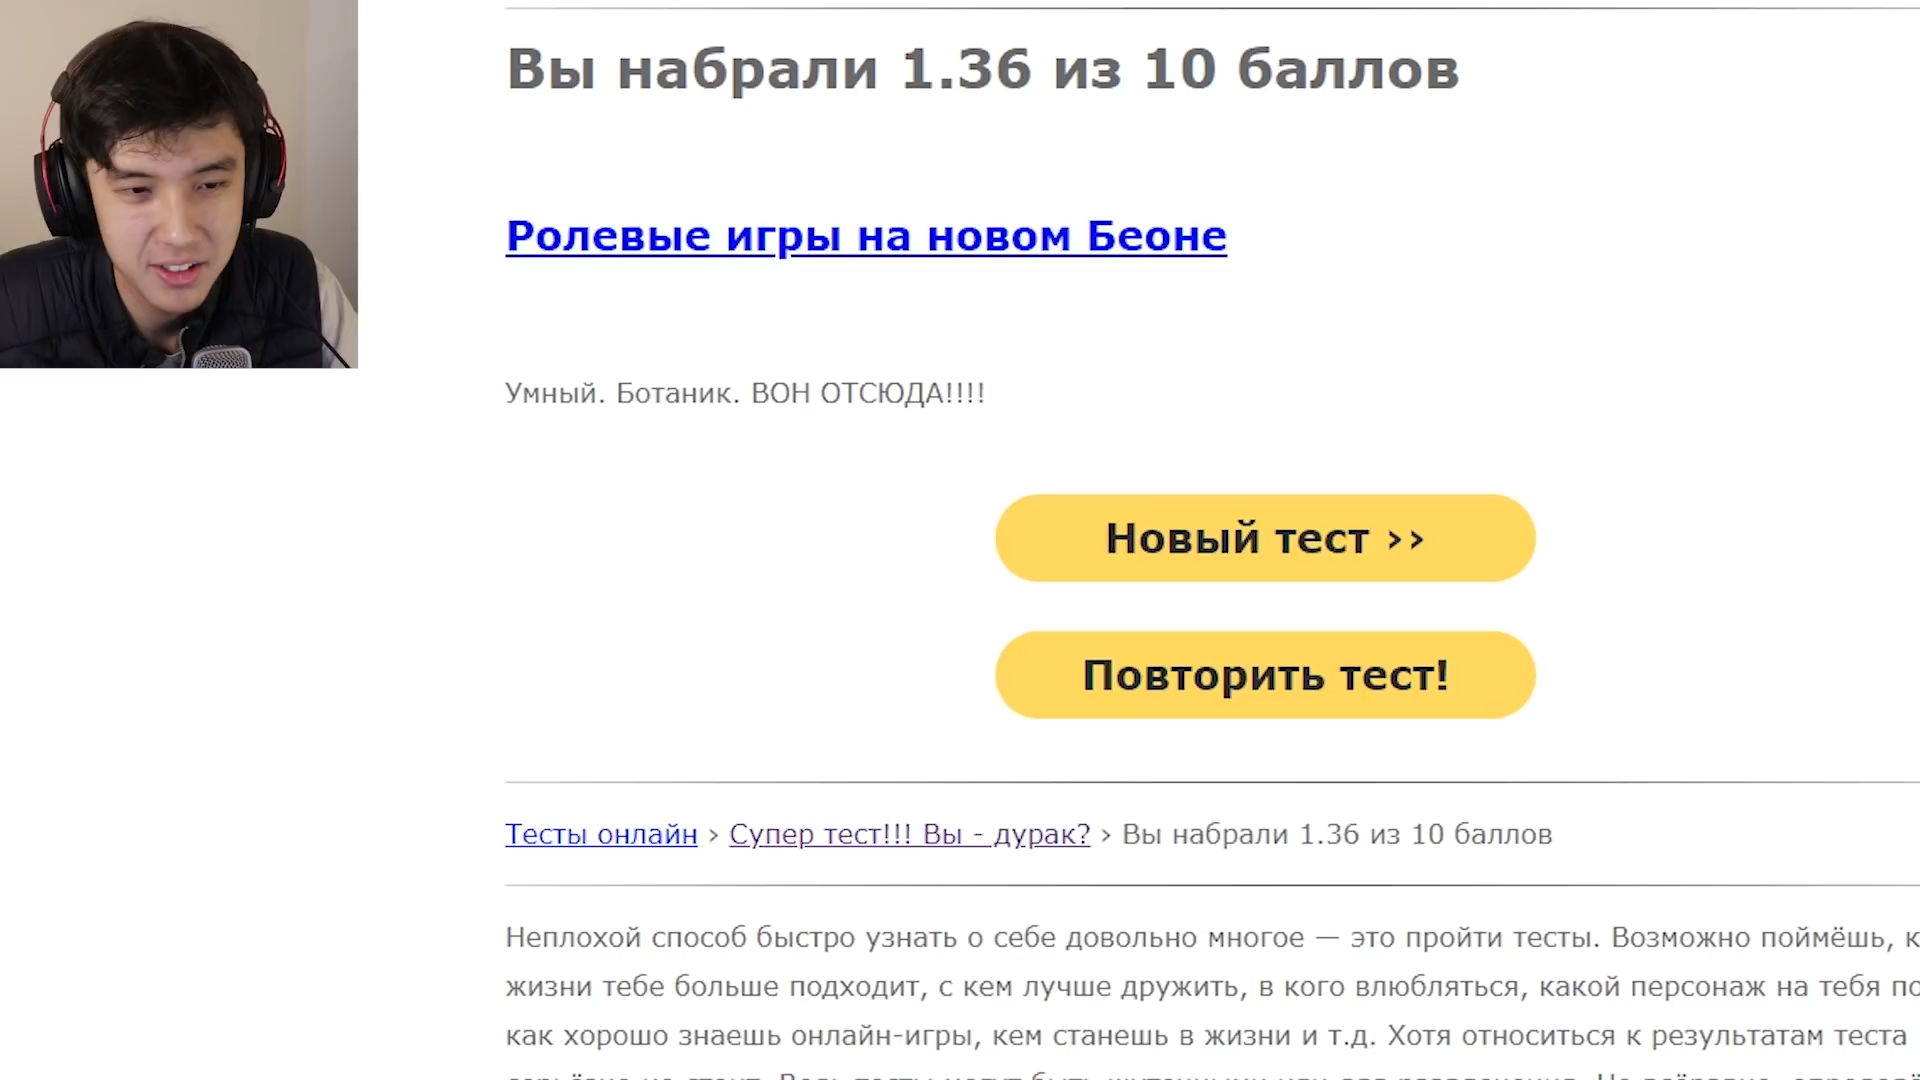 Вы набрали 1.36 из 10 баллов
Ролевые игры на новом Беоне
Умный. Ботаник. ВОН ОТСЮДА!!!!
Новый тест >>
Повторить тест!
Тесты онлайн › Супер тест!!! Вы - дурак? › Вы набрали 1.36 из 10 баллов
Неплохой способ быстро узнать о себе довольно многое — это пройти тесты. Возможно поймёшь,
жизни тебе больше подходит, с кем лучше дружить, в кого влюбляться, какой персонаж на тебя
как хорошо знаешь онлайн-игры, кем станешь в жизни и т.д. Хотя относиться к результатам теста